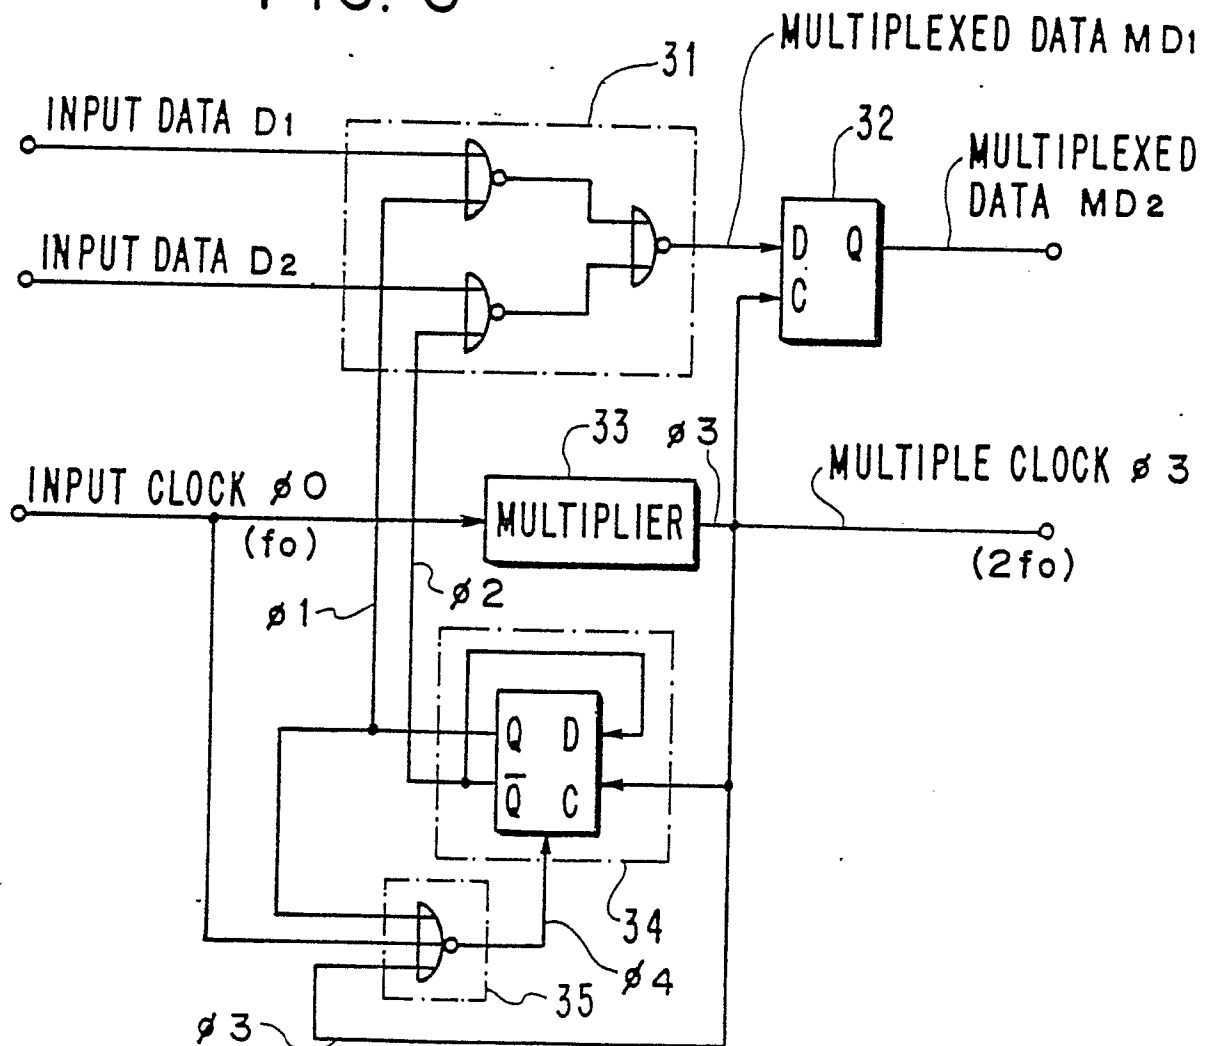 MULTIPLEXED DATA MD1
31
INPUT DATA D1
32
MULTIPLEXED
DATA MD2
D Q
C
INPUT DATA D2
33
ø3
MULTIPLE CLOCK ø3
INPUT CLOCK ø0
MULTIPLIER
(fo)
(2fo)
ø1
ø2
Q D
Q̅ C
34
ø4
35
ø3